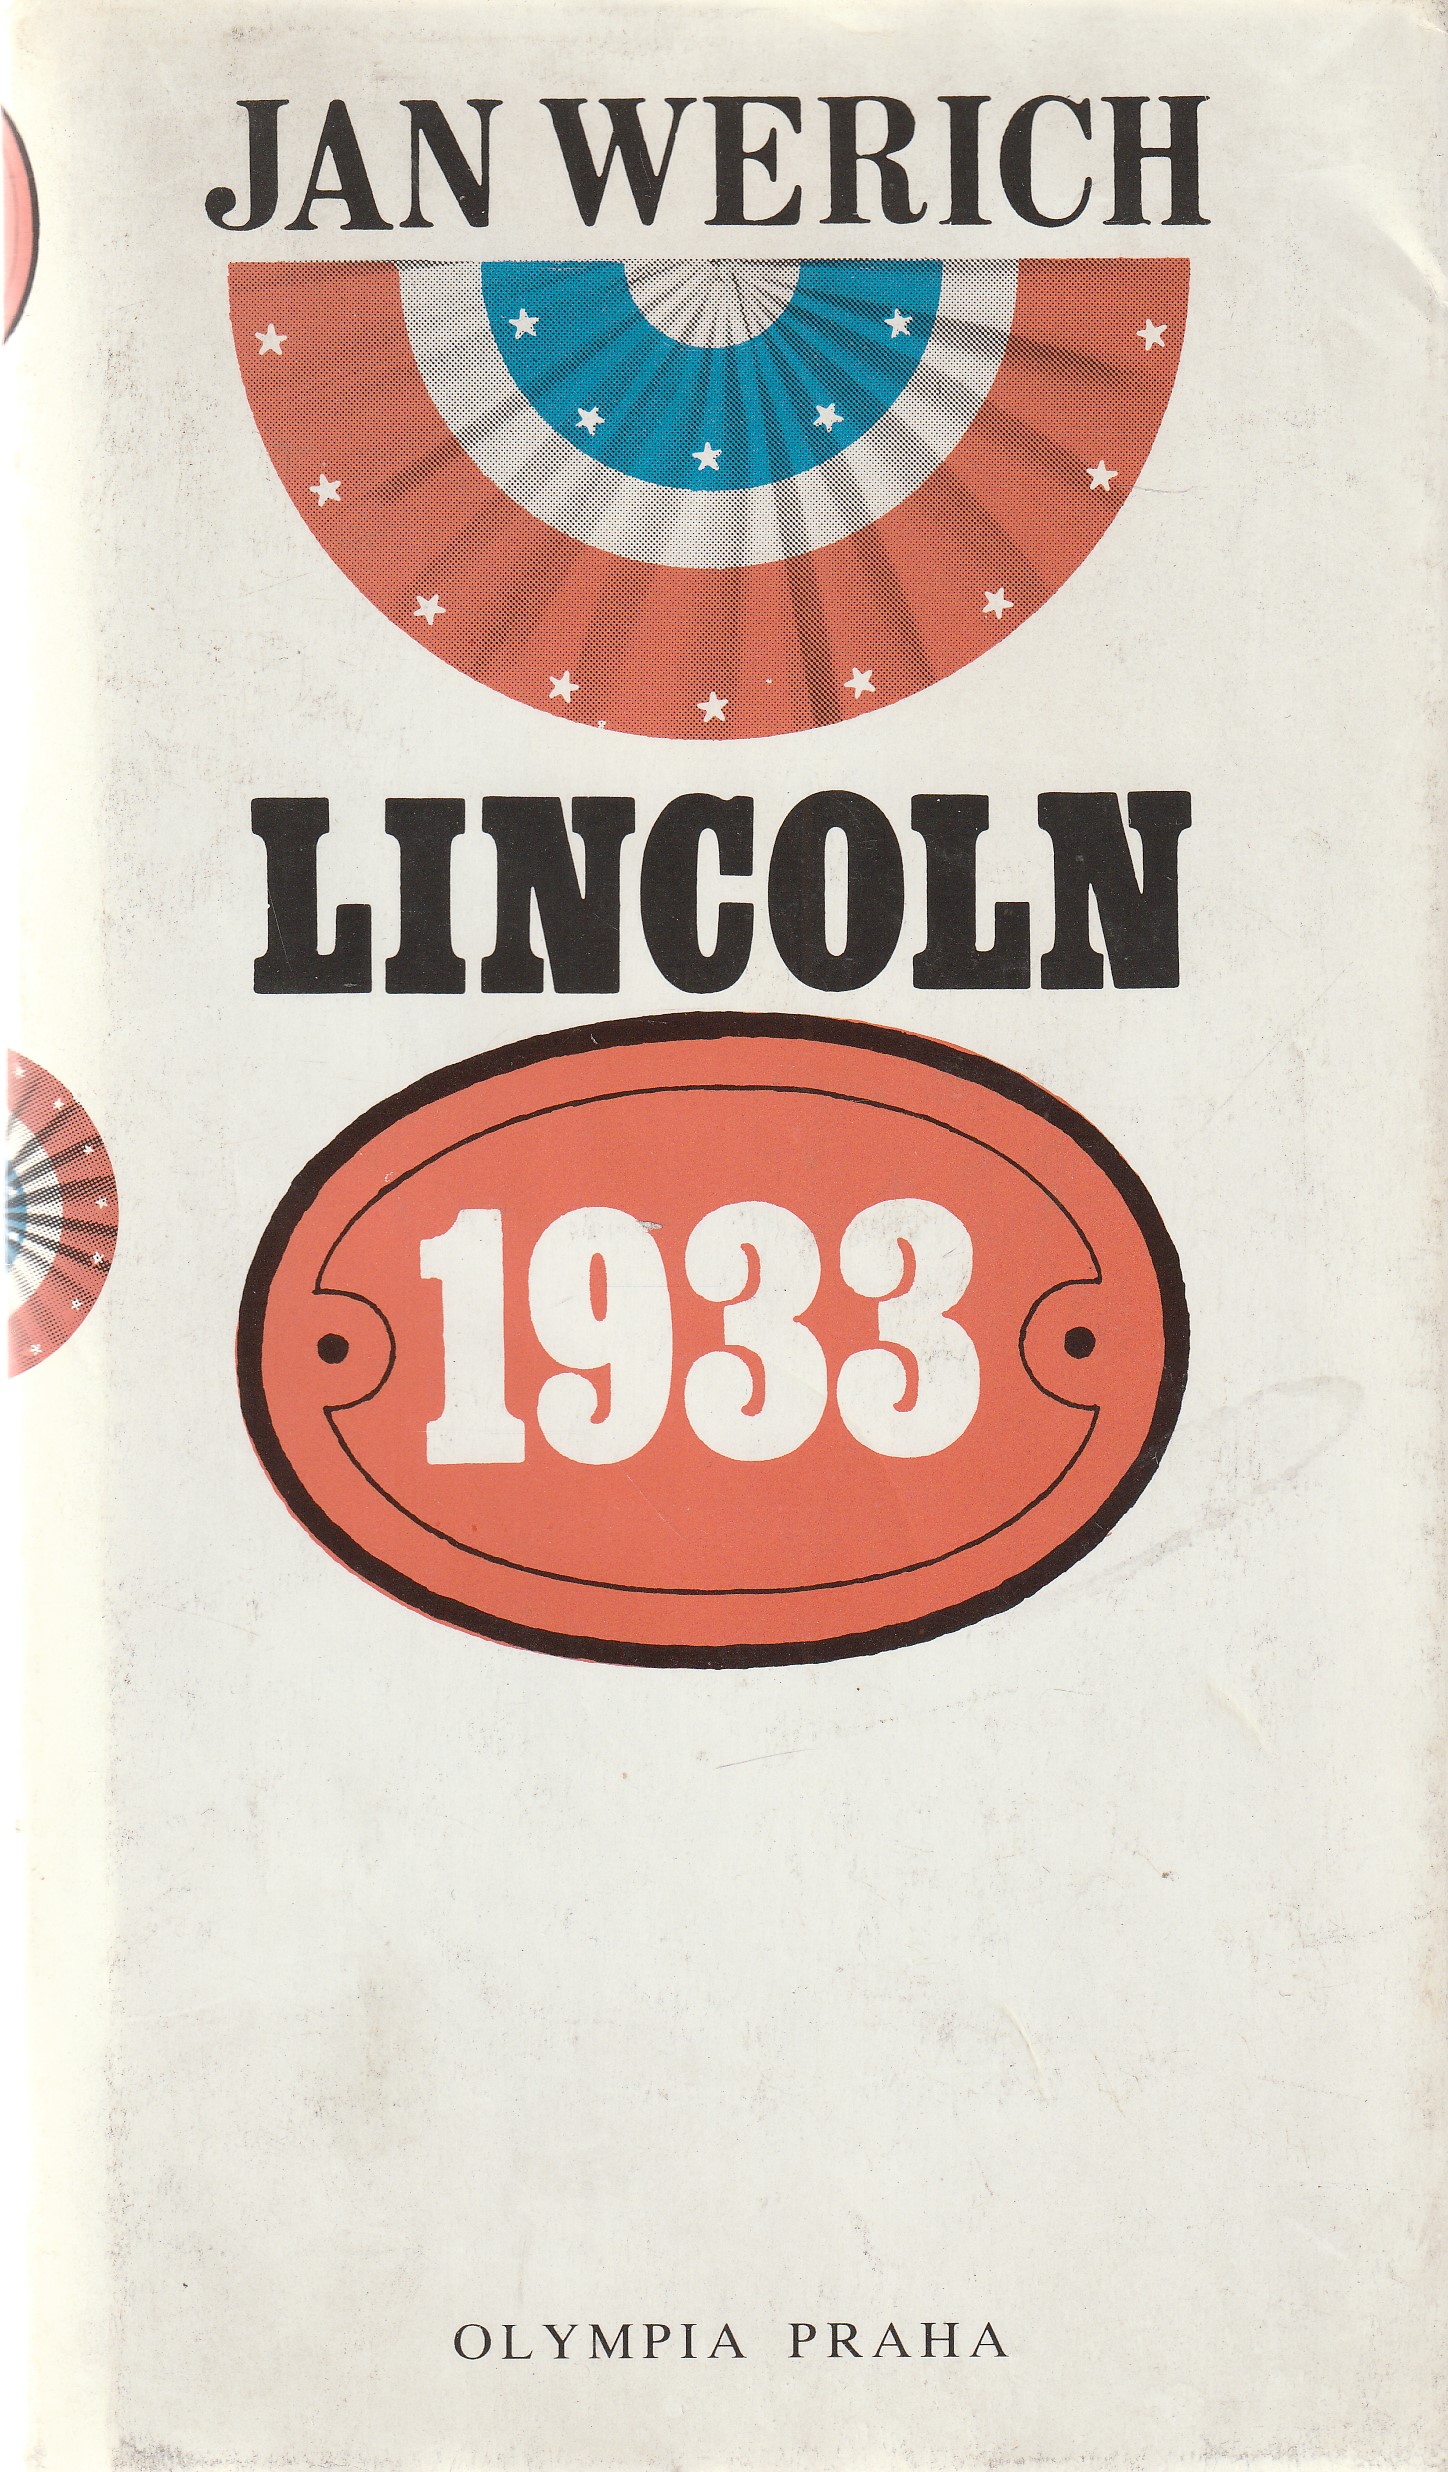 JAN WERICH
LINCOLN
1933
OLYMPIA PRAHA